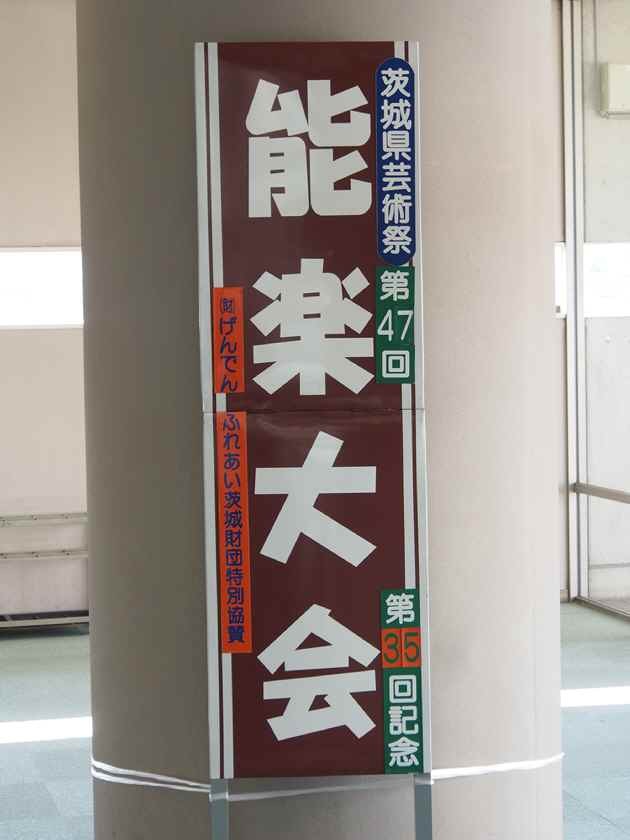 茨城県芸術祭
第47回
能楽大会
第35回記念
(財)げんでんふれあい茨城財団特別協賛